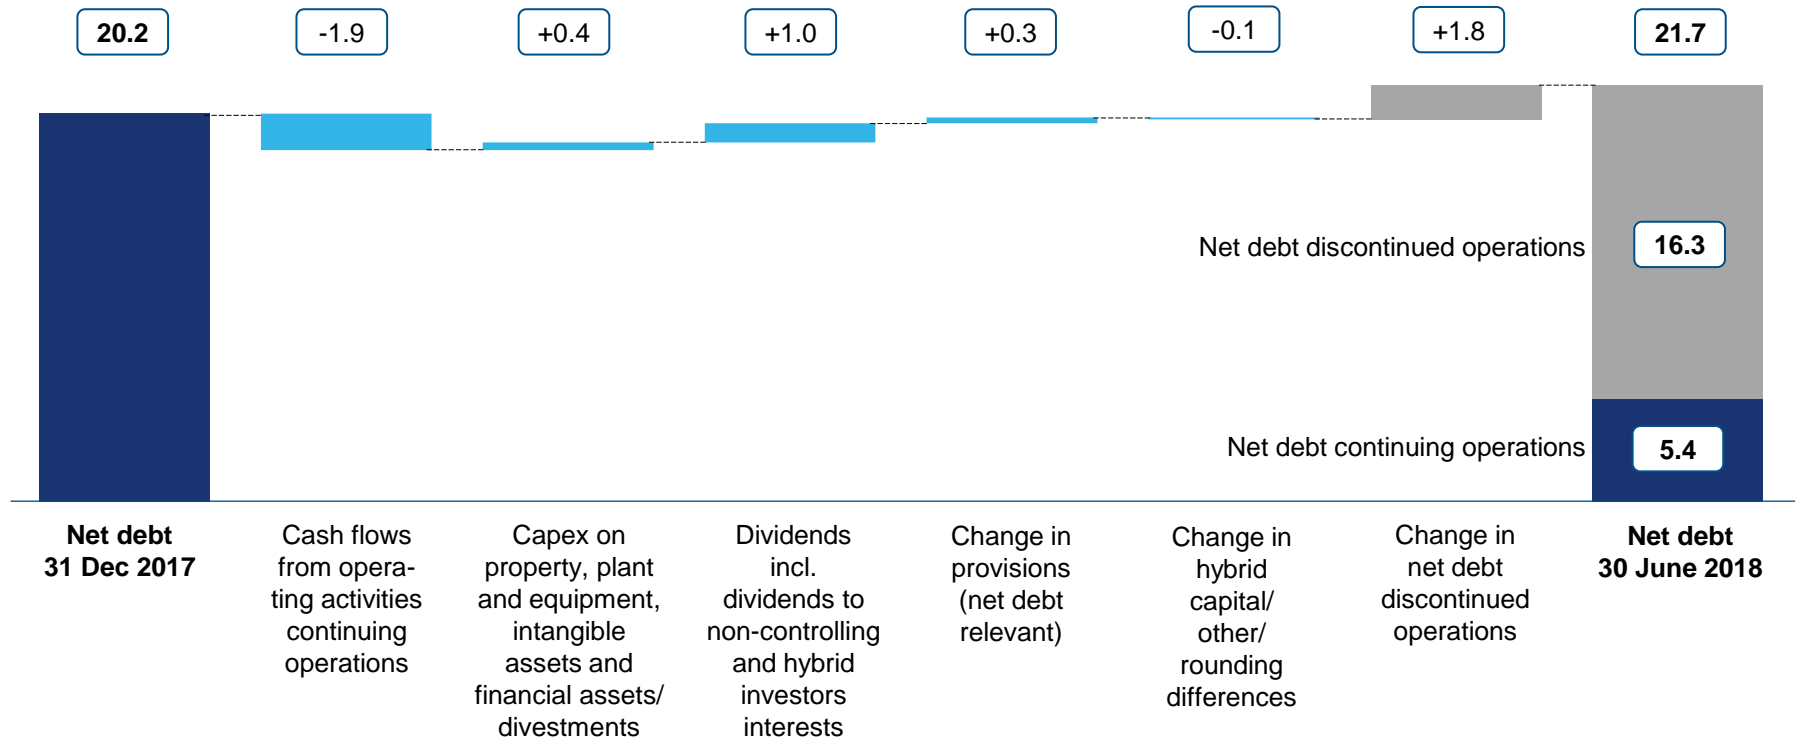 20.2
-1.9
+0.4
+1.0
+0.3
-0.1
+1.8
21.7
Net debt discontinued operations
16.3
Net debt continuing operations
5.4
Net debt
31 Dec 2017
Cash flows
from opera-
ting activities
continuing
operations
Capex on
property, plant
and equipment,
intangible
assets and
financial assets/
divestments
Dividends
incl.
dividends to
non-controlling
and hybrid
investors
interests
Change in
provisions
(net debt
relevant)
Change in
hybrid
capital/
other/
rounding
differences
Change in
net debt
discontinued
operations
Net debt
30 June 2018